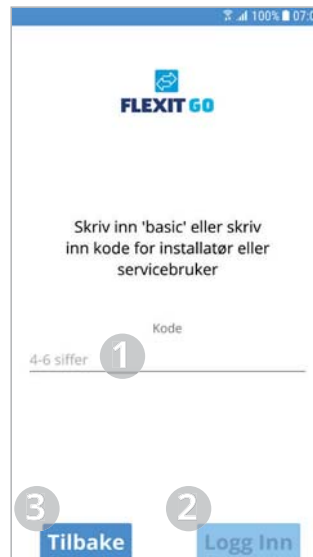 100% 07:0
FLEXIT GO
Skriv inn 'basic' eller skriv
inn kode for installatør eller
servicebruker
Kode
4-6 siffer 1
3 2
Tilbake Logg Inn